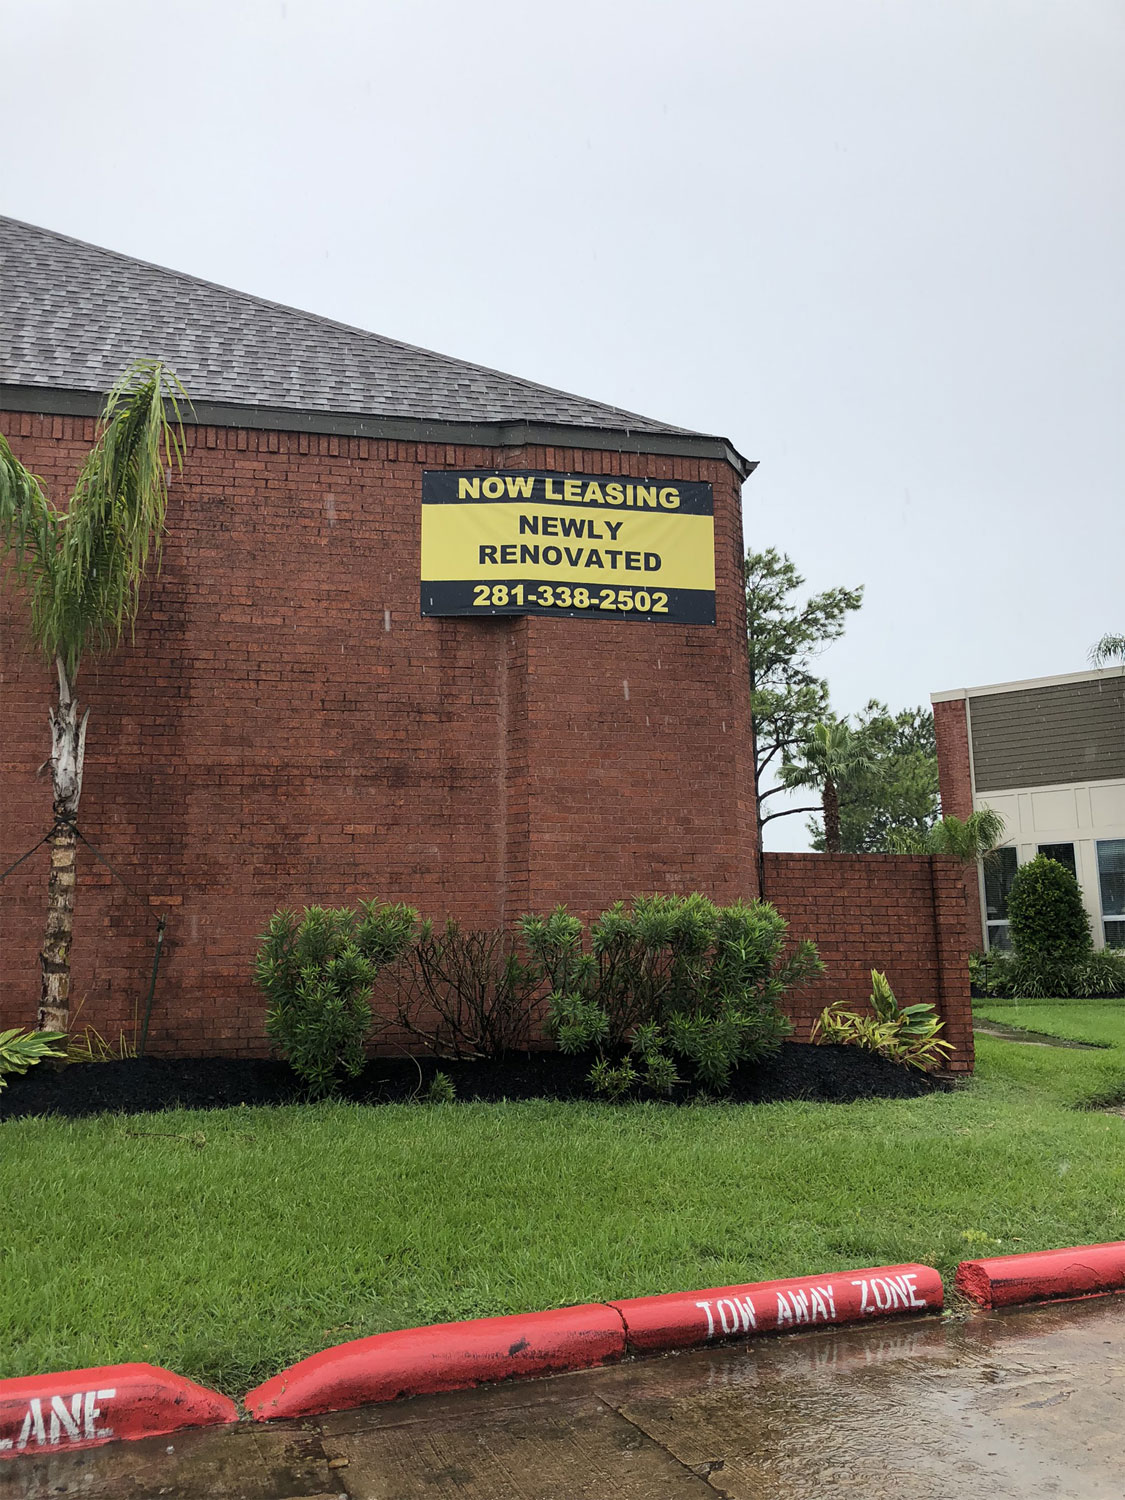 NOW LEASING
NEWLY
RENOVATED
281-338-2502
TOW AWAY ZONE
LANE